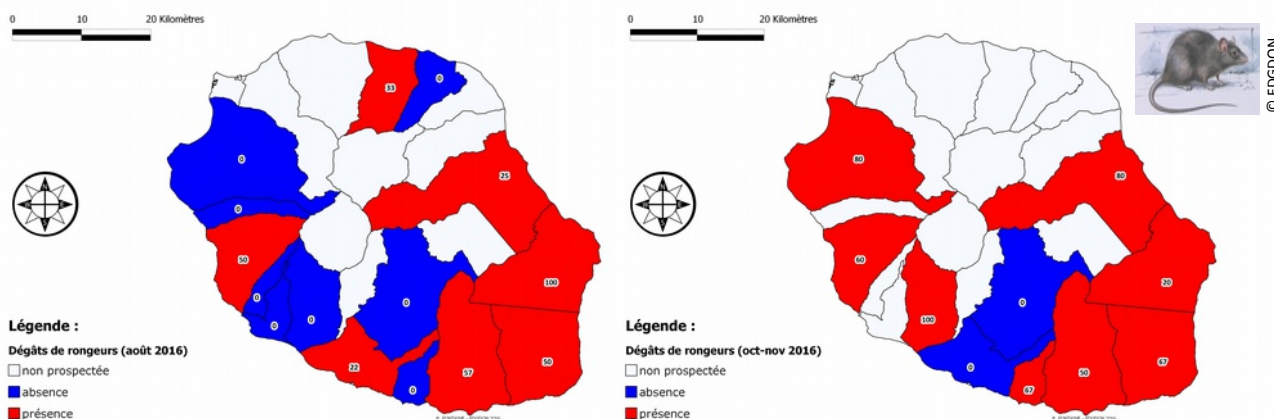 0 10 20 Kilomètres
33
0
0
0
25
50
100
0
0
0
0
22
0
57
50
Légende :
Dégâts de rongeurs (août 2016)
non prospectée
absence
présence
0 10 20 Kilomètres
80
80
60
20
100
0
0
67
50
67
Légende :
Dégâts de rongeurs (oct-nov 2016)
non prospectée
absence
présence
© FDGDON